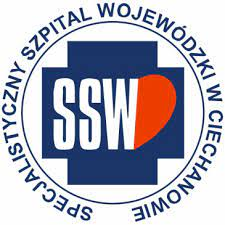 SPECJALISTYCZNY SZPITAL WOJEWÓDZKI W CIECHANOWIE
SSW